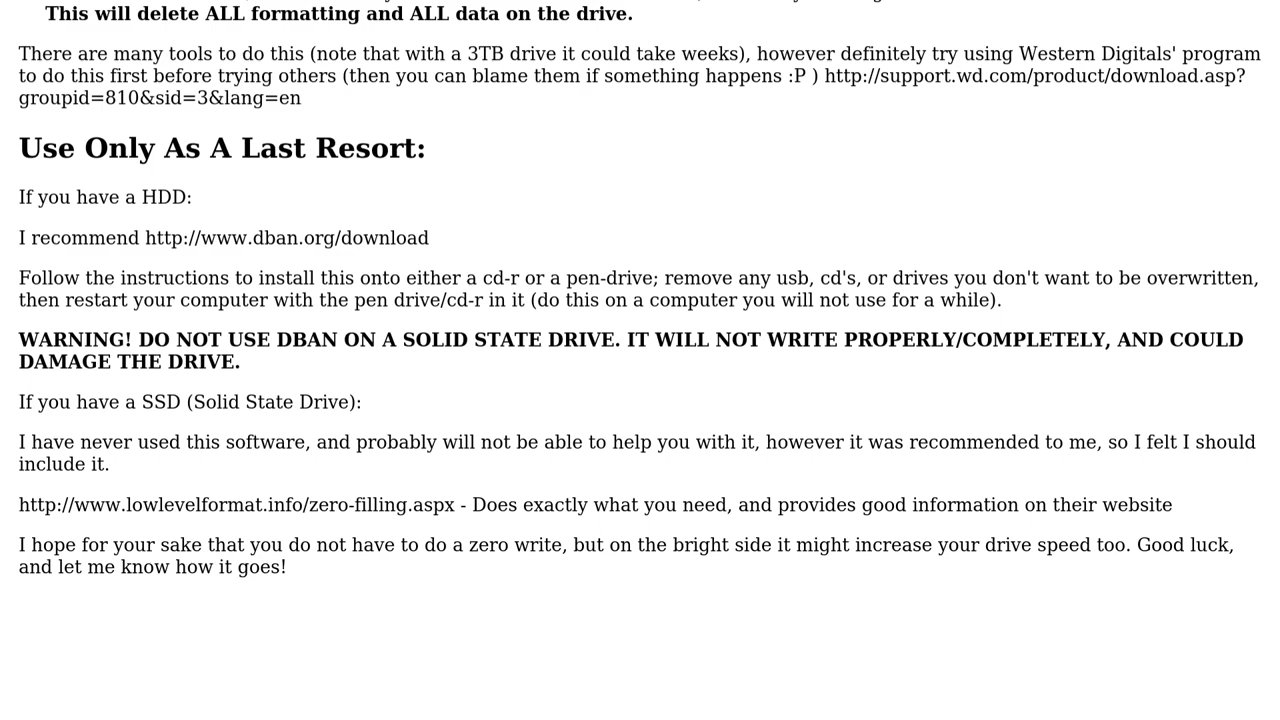 This will delete ALL formatting and ALL data on the drive.
There are many tools to do this (note that with a 3TB drive it could take weeks), however definitely try using Western Digitals' program
to do this first before trying others (then you can blame them if something happens :P ) http://support.wd.com/product/download.asp?
groupid=810&sid=3&lang=en
Use Only As A Last Resort:
If you have a HDD:
I recommend http://www.dban.org/download
Follow the instructions to install this onto either a cd-r or a pen-drive; remove any usb, cd's, or drives you don't want to be overwritten,
then restart your computer with the pen drive/cd-r in it (do this on a computer you will not use for a while).
WARNING! DO NOT USE DBAN ON A SOLID STATE DRIVE. IT WILL NOT WRITE PROPERLY/COMPLETELY, AND COULD
DAMAGE THE DRIVE.
If you have a SSD (Solid State Drive):
I have never used this software, and probably will not be able to help you with it, however it was recommended to me, so I felt I should
include it.
http://www.lowlevelformat.info/zero-filling.aspx - Does exactly what you need, and provides good information on their website
I hope for your sake that you do not have to do a zero write, but on the bright side it might increase your drive speed too. Good luck,
and let me know how it goes!